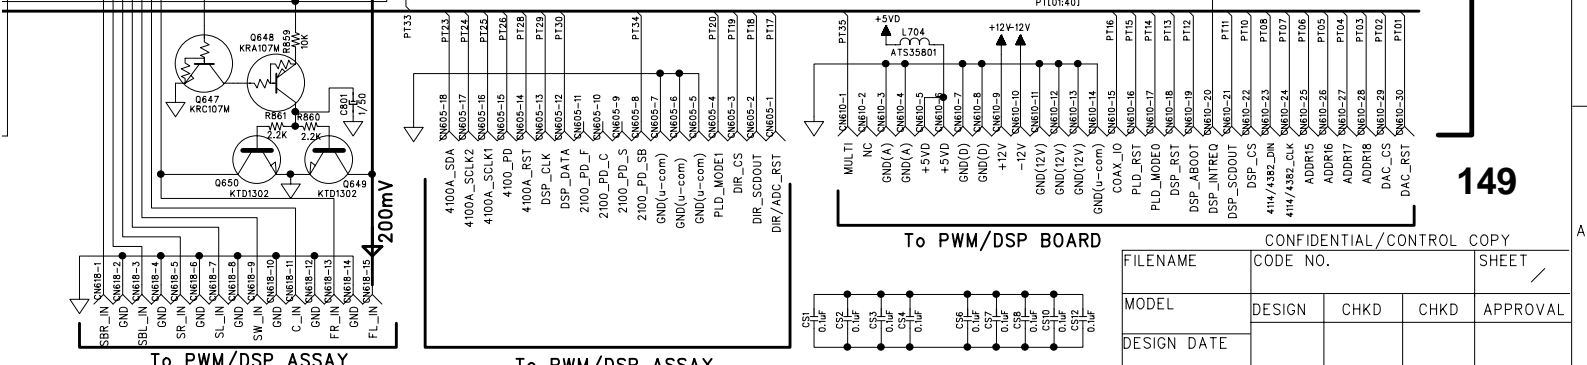 PT[01:40]
PT33
PT23
PT24
PT25
PT26
PT28
PT29
PT30
PT34
PT20
PT19
PT18
PT17
PT35
+5VD
L704
ATS35801
+12V
-12V
PT16
PT15
PT14
PT13
PT12
PT11
PT10
PT08
PT07
PT06
PT05
PT04
PT03
PT02
PT01
Q648
KRA107M
R859
10K
Q647
KRC107M
C801
1/50
R861
2.2K
R860
2.2K
Q650
KTD1302
Q649
KTD1302
200mV
CN605-18
CN605-17
CN605-16
CN605-15
CN605-14
CN605-13
CN605-12
CN605-11
CN605-10
CN605-9
CN605-8
CN605-7
CN605-6
CN605-5
CN605-4
CN605-3
CN605-2
CN605-1
4100A_SDA
4100A_SCLK2
4100A_SCLK1
4100_PD
4100A_RST
DSP_CLK
DSP_DATA
2100_PD_F
2100_PD_C
2100_PD_S
2100_PD_SB
GND(u-com)
GND(u-com)
GND(u-com)
PLD_MODE1
DIR_CS
DIR_SCDOUT
DIR/ADC_RST
CN610-1
CN610-2
CN610-3
CN610-4
CN610-5
CN610-6
CN610-7
CN610-8
CN610-9
CN610-10
CN610-11
CN610-12
CN610-13
CN610-14
CN610-15
CN610-16
CN610-17
CN610-18
CN610-19
CN610-20
CN610-21
CN610-22
CN610-23
CN610-24
CN610-25
CN610-26
CN610-27
CN610-28
CN610-29
CN610-30
MULTI
NC
GND(A)
GND(A)
+5VD
+5VD
GND(D)
GND(D)
+12V
-12V
GND(12V)
GND(12V)
GND(12V)
GND(u-com)
COAX_IO
PLD_RST
PLD_MODE0
DSP_RST
DSP_ABOOT
DSP_INTREQ
DSP_SCDOUT
DSP_CS
4114/4382_DIN
4114/4382_CLK
ADDR15
ADDR16
ADDR17
ADDR18
DAC_CS
DAC_RST
149
To PWM/DSP BOARD
CN618-1
CN618-2
CN618-3
CN618-4
CN618-5
CN618-6
CN618-7
CN618-8
CN618-9
CN618-10
CN618-11
CN618-12
CN618-13
CN618-14
CN618-15
SBR_IN
GND
SBL_IN
GND
SR_IN
GND
SL_IN
GND
SW_IN
GND
C_IN
GND
FR_IN
GND
FL_IN
To PWM/DSP ASSAY
To PWM/DSP ASSAY
CS1
0.1uF
CS2
0.1uF
CS3
0.1uF
CS4
0.1uF
CS6
0.1uF
CS7
0.1uF
CS8
0.1uF
CS10
0.1uF
CS12
0.1uF
A
CONFIDENTIAL/CONTROL COPY
FILENAME
CODE NO.
SHEET
/
MODEL
DESIGN
CHKD
CHKD
APPROVAL
DESIGN DATE